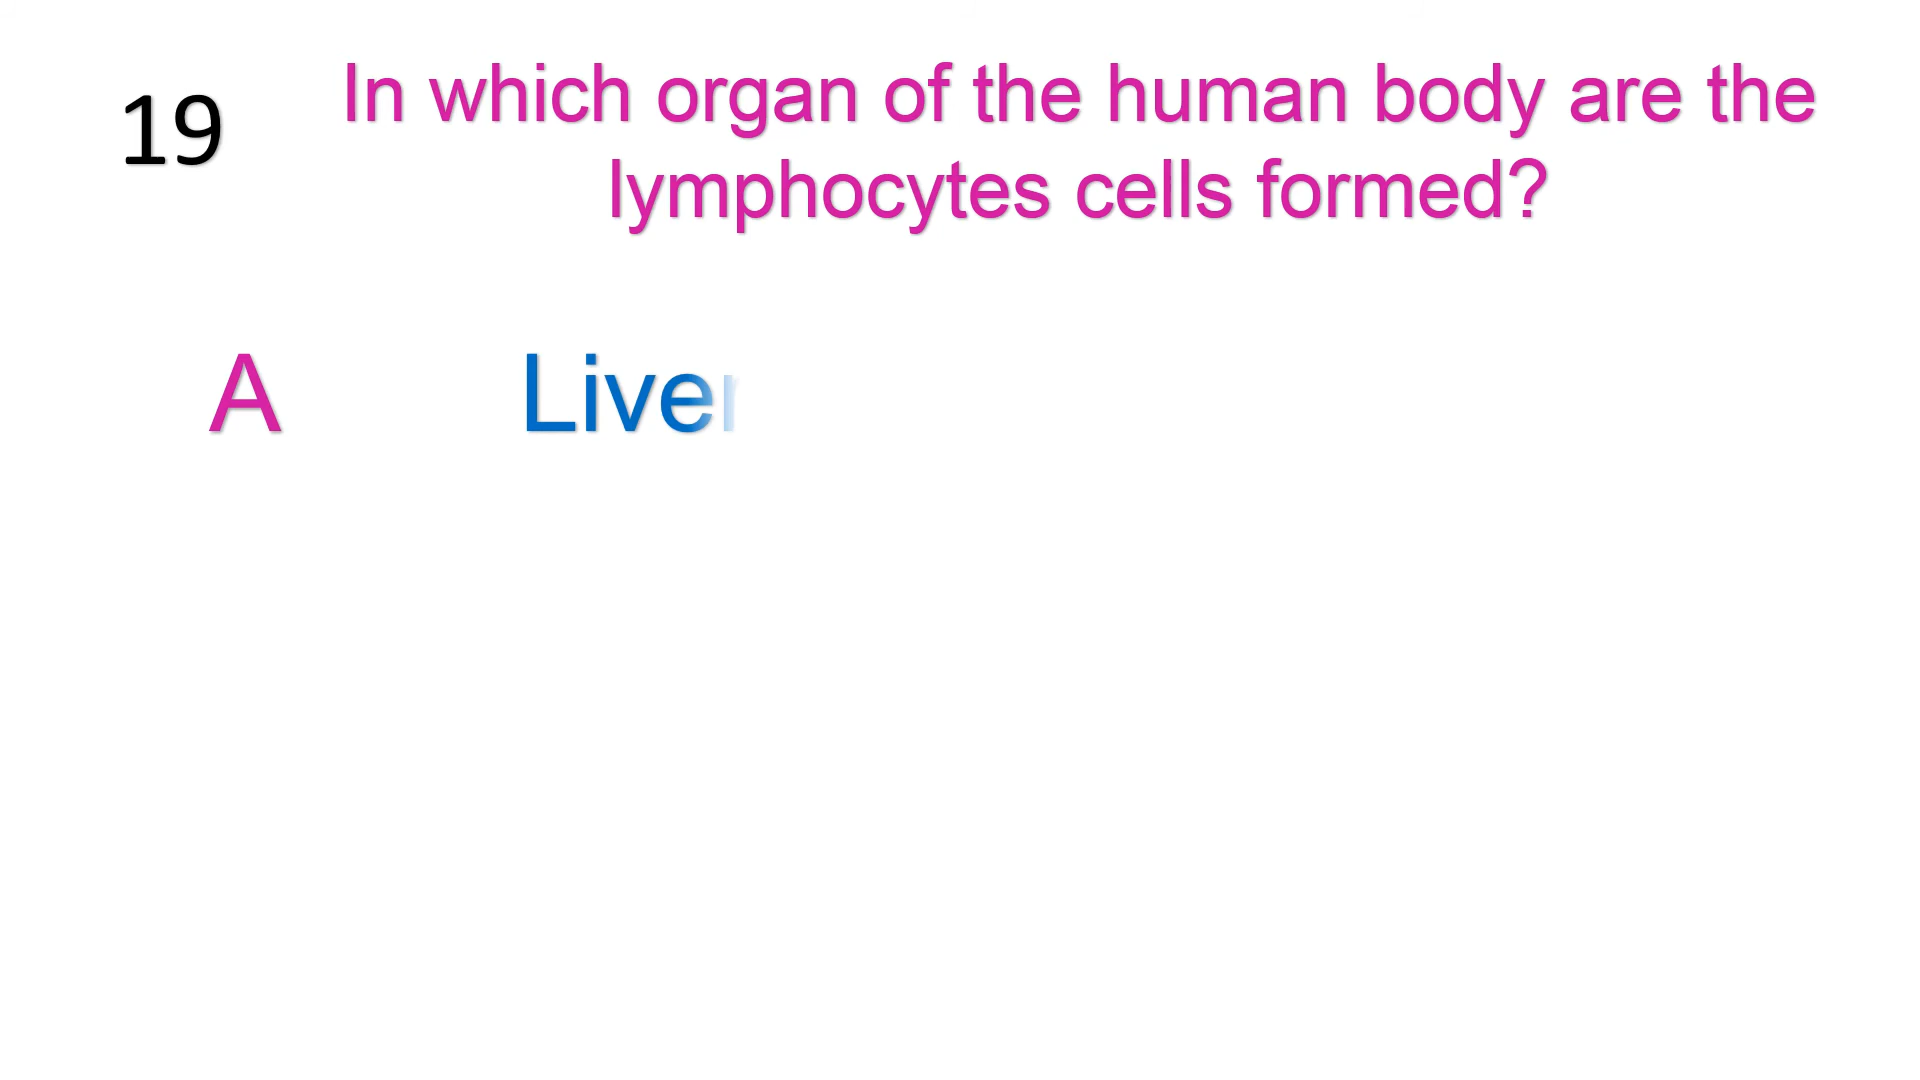 19
In which organ of the human body are the
lymphocytes cells formed?
A Liver